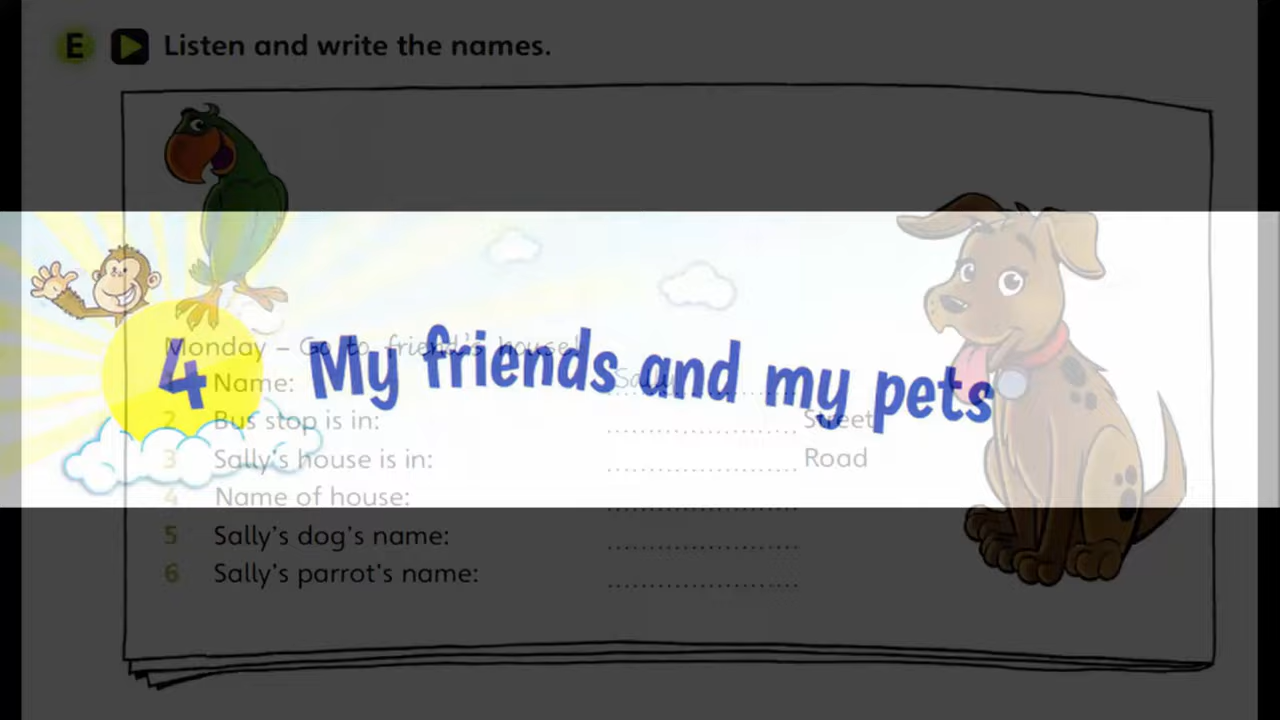 E Listen and write the names.
Monday – Go to friend's house!
4 My friends and my pets
Name: Sally
2 Bus stop is in: ..................... Street
3 Sally's house is in: ..................... Road
4 Name of house: .....................
5 Sally's dog's name: .....................
6 Sally's parrot's name: .....................